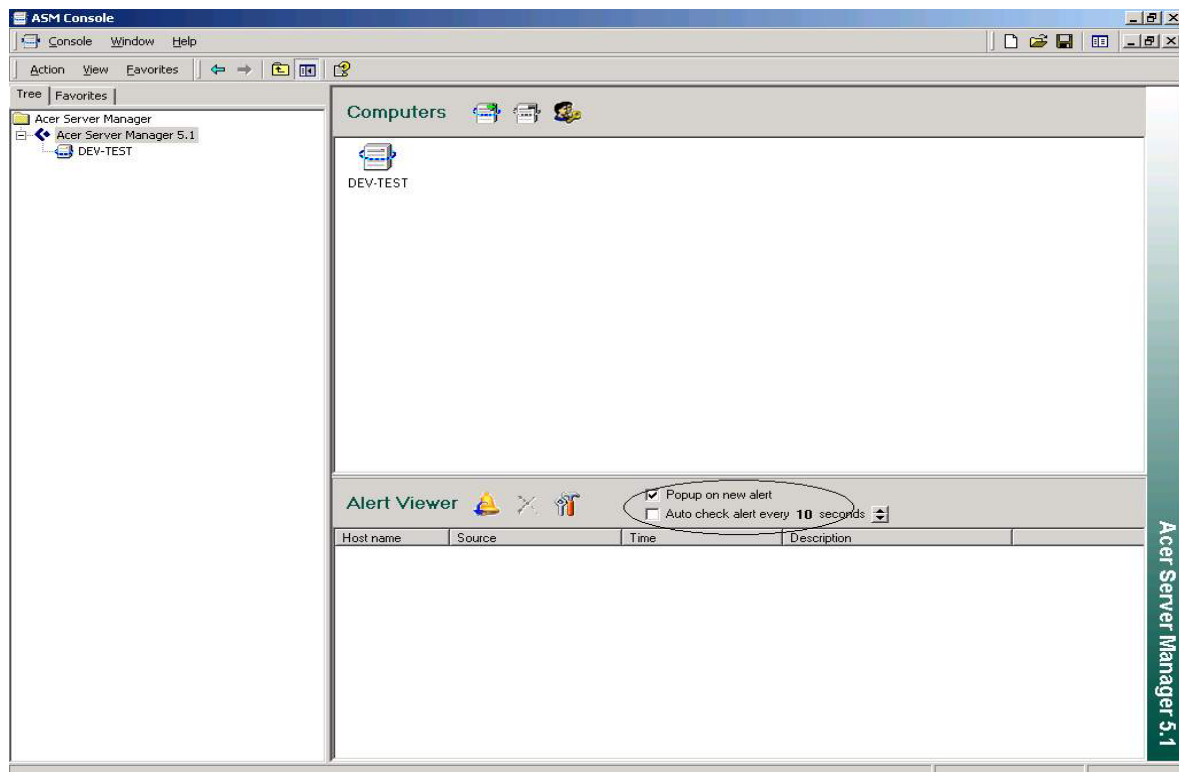 ASM Console
Console Window Help
Action View Favorites
Tree Favorites
Acer Server Manager
Acer Server Manager 5.1
DEV-TEST
Computers
DEV-TEST
Alert Viewer
Popup on new alert
Auto check alert every 10 seconds
Host name Source Time Description
Acer Server Manager 5.1